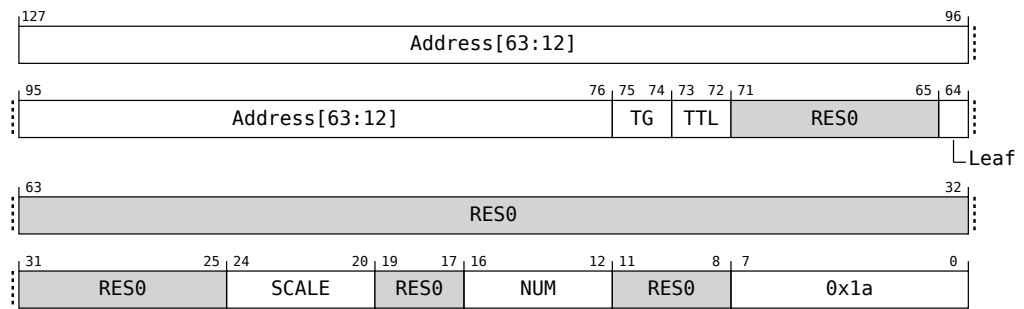 127 96
Address[63:12]
95 76 75 74 73 72 71 65 64
Address[63:12] TG TTL RES0
Leaf
63 32
RES0
31 25 24 20 19 17 16 12 11 8 7 0
RES0 SCALE RES0 NUM RES0 0x1a